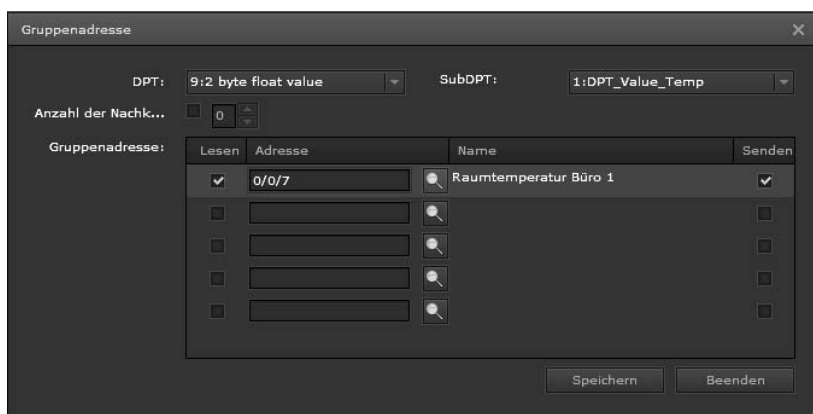 Gruppenadresse
DPT: 9:2 byte float value SubDPT: 1:DPT_Value_Temp
Anzahl der Nachk... 0
Gruppenadresse: Lesen Adresse Name Senden
0/0/7 Raumtemperatur Büro 1
Speichern Beenden